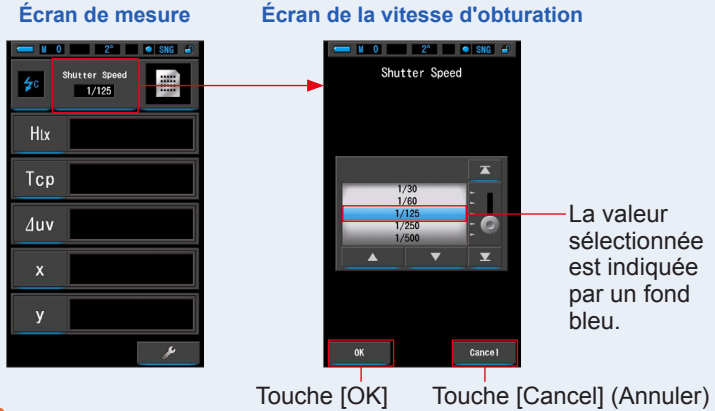 Écran de mesure
Écran de la vitesse d'obturation
M 0 2° SNG
C
Shutter Speed
1/125
Hlx
Tcp
⊿uv
x
y
M 0 2° SNG
Shutter Speed
1/30
1/60
1/125
1/250
1/500
OK
Cancel
La valeur
sélectionnée
est indiquée
par un fond
bleu.
Touche [OK]
Touche [Cancel] (Annuler)